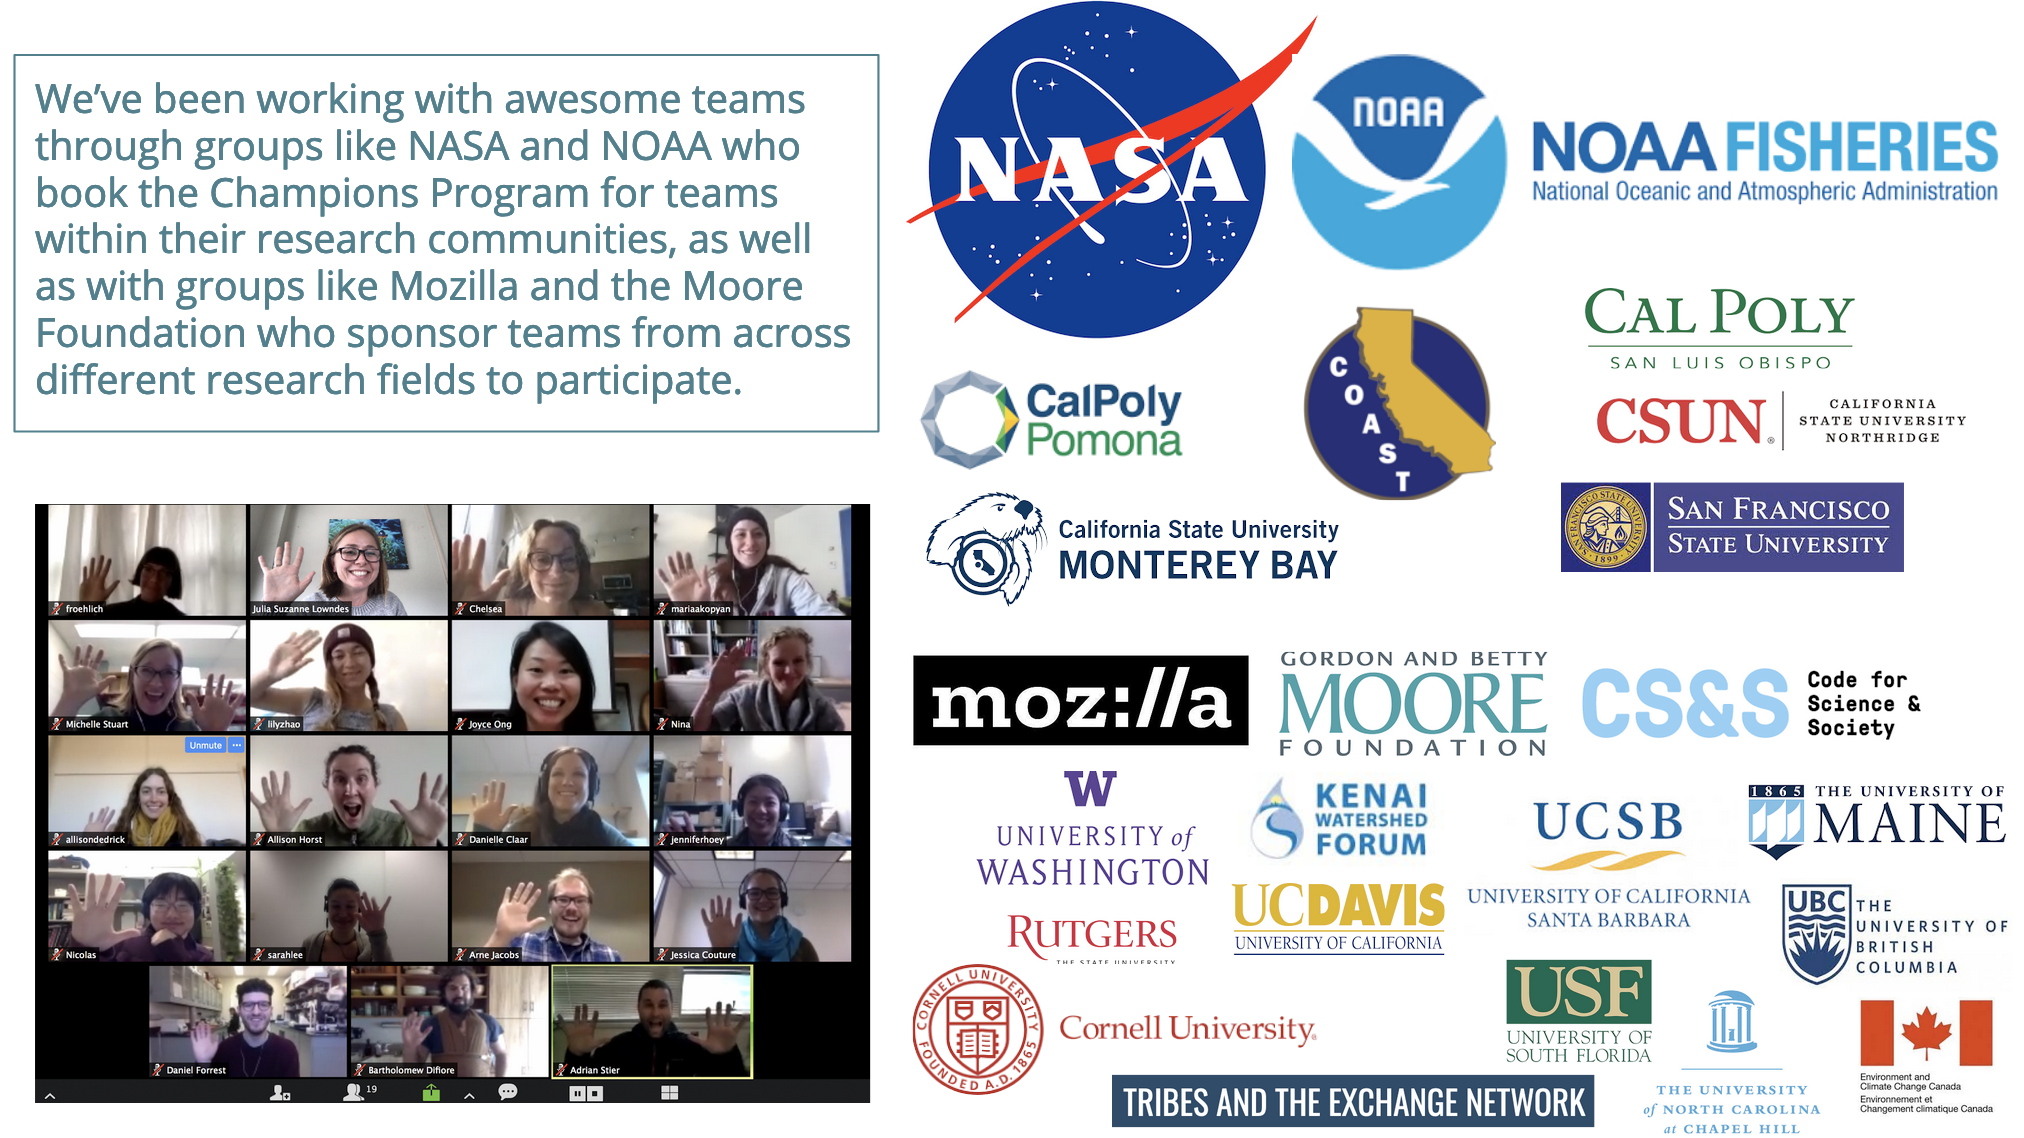 We’ve been working with awesome teams
through groups like NASA and NOAA who
book the Champions Program for teams
within their research communities, as well
as with groups like Mozilla and the Moore
Foundation who sponsor teams from across
different research fields to participate.
froehlich
Julia Suzanne Lowndes
Chelsea
mariaakopyan
Michelle Stuart
lilyzhao
Joyce Ong
Nina
Unmute
allisondedrick
Allison Horst
Danielle Claar
jenniferhoey
Nicolas
sarahlee
Arne Jacobs
Jessica Couture
Daniel Forrest
Bartholomew Difiore
Adrian Stier
19
NASA
NOAA
NOAA FISHERIES
National Oceanic and Atmospheric Administration
CalPoly
Pomona
COAST
CAL POLY
SAN LUIS OBISPO
CSUN®
CALIFORNIA
STATE UNIVERSITY
NORTHRIDGE
California State University
MONTEREY BAY
SAN FRANCISCO STATE UNIVERSITY
1899
SAN FRANCISCO
STATE UNIVERSITY
moz://a
GORDON AND BETTY
MOORE
FOUNDATION
CS&S
Code for
Science &
Society
W
UNIVERSITY of
WASHINGTON
KENAI
WATERSHED
FORUM
UCSB
UNIVERSITY OF CALIFORNIA
SANTA BARBARA
1865 THE UNIVERSITY OF
MAINE
RUTGERS
THE STATE UNIVERSITY
UCDAVIS
UNIVERSITY OF CALIFORNIA
UBC
THE
UNIVERSITY OF
BRITISH
COLUMBIA
CORNELL UNIVERSITY
FOUNDED A.D. 1865
Cornell University
USF
UNIVERSITY OF
SOUTH FLORIDA
THE UNIVERSITY
of NORTH CAROLINA
at CHAPEL HILL
Environment and
Climate Change Canada
Environnement et
Changement climatique Canada
TRIBES AND THE EXCHANGE NETWORK